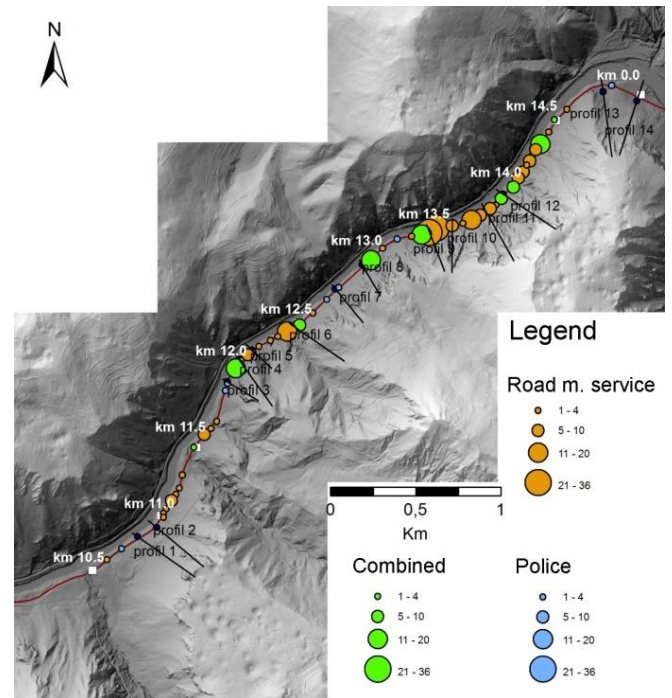 N
km 0.0
km 14.5
profil 13
profil 14
km 14.0
profil 12
km 13.5
profil 11
profil 10
km 13.0
profil 9
profil 8
km 12.5
profil 7
profil 6
km 12.0
profil 5
profil 4
profil 3
km 11.5
km 11.0
profil 2
km 10.5
profil 1
Legend
Road m. service
1 - 4
5 - 10
11 - 20
21 - 36
0 0,25 0,5 1
Km
Combined
1 - 4
5 - 10
11 - 20
21 - 36
Police
1 - 4
5 - 10
11 - 20
21 - 36